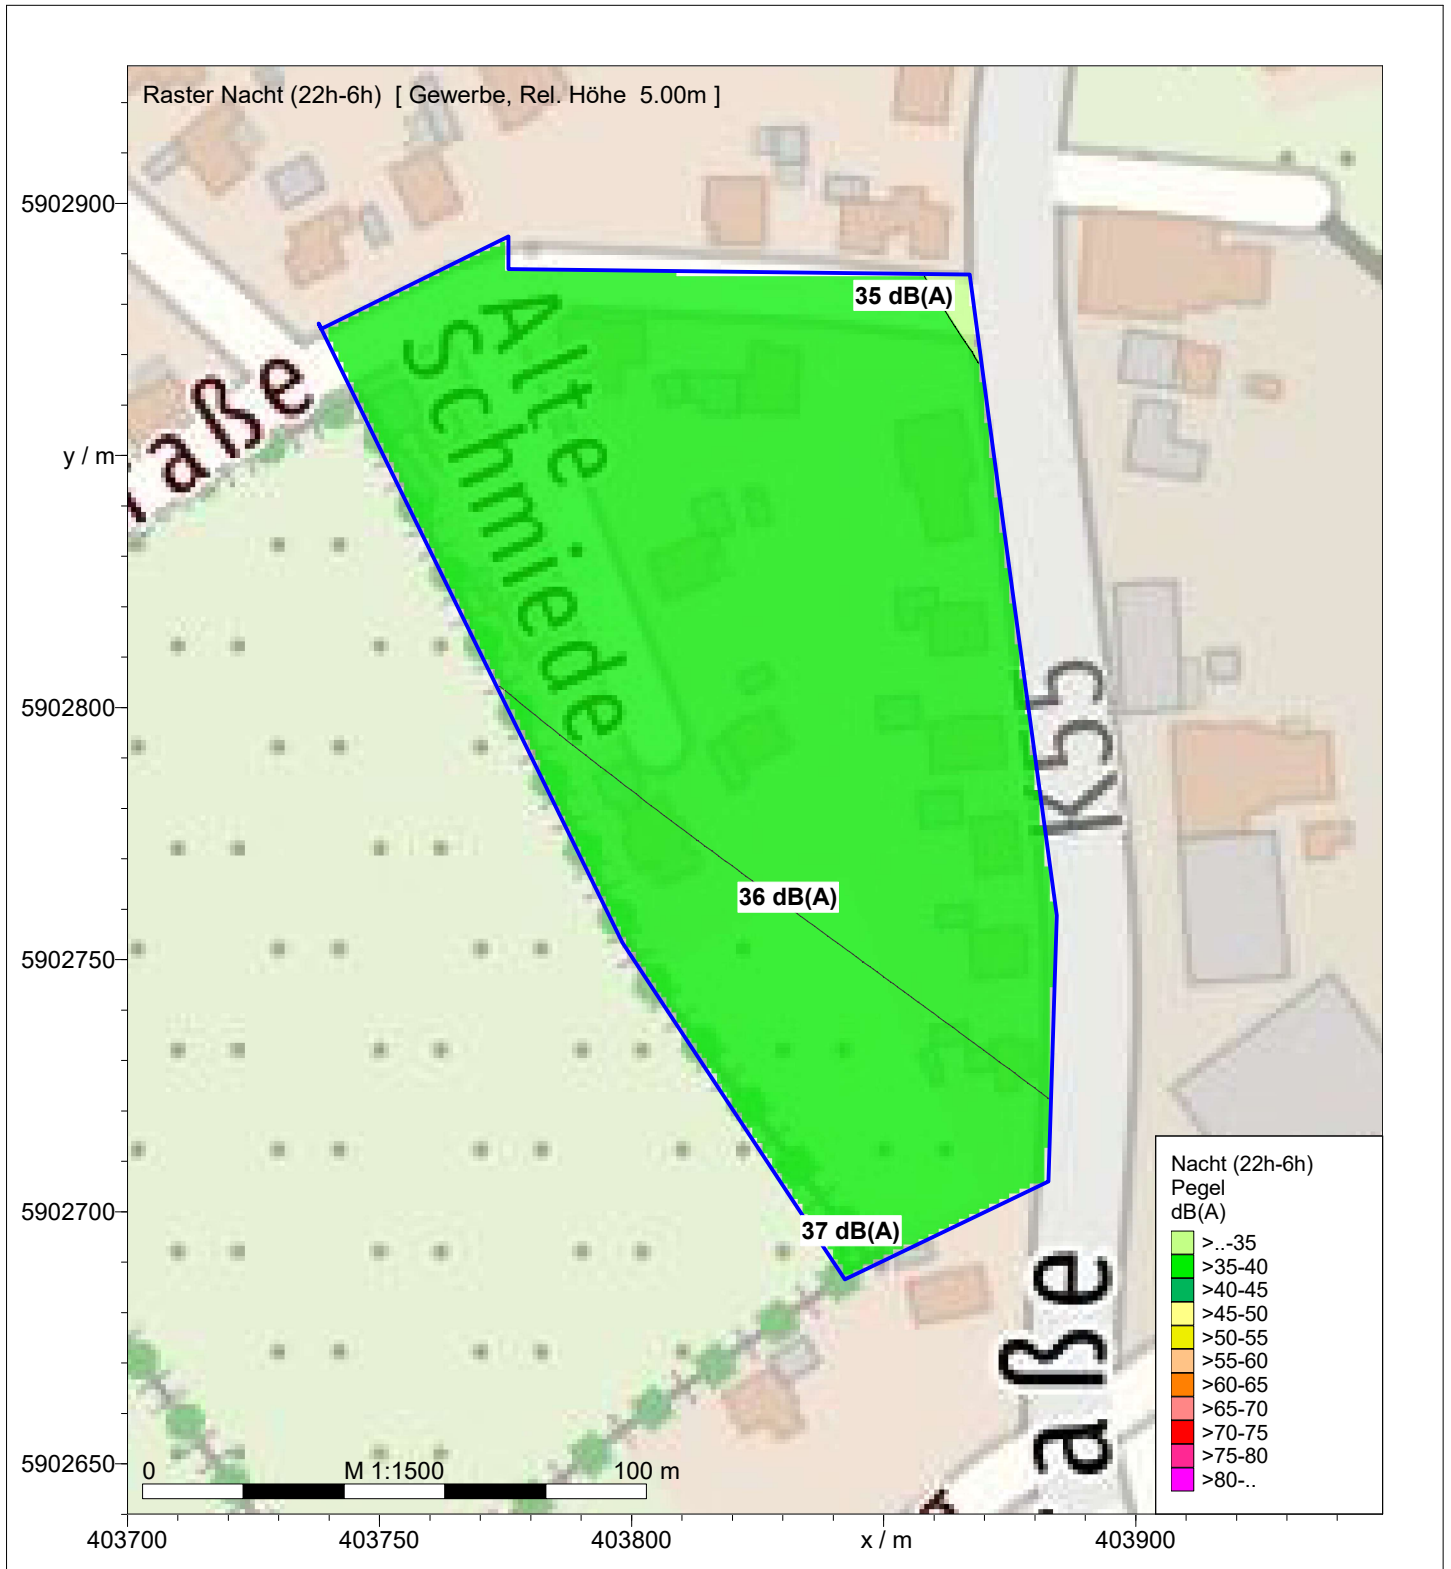 Raster Nacht (22h-6h) [ Gewerbe, Rel. Höhe 5.00m ]
5902900
35 dB(A)
Alte
Schmiede
aße
y / m
5902800
K55
36 dB(A)
5902750
5902700
37 dB(A)
aße
5902650
0 M 1:1500 100 m
Nacht (22h-6h)
Pegel
dB(A)
>..-35
>35-40
>40-45
>45-50
>50-55
>55-60
>60-65
>65-70
>70-75
>75-80
>80-..
403700 403750 403800 x / m 403900